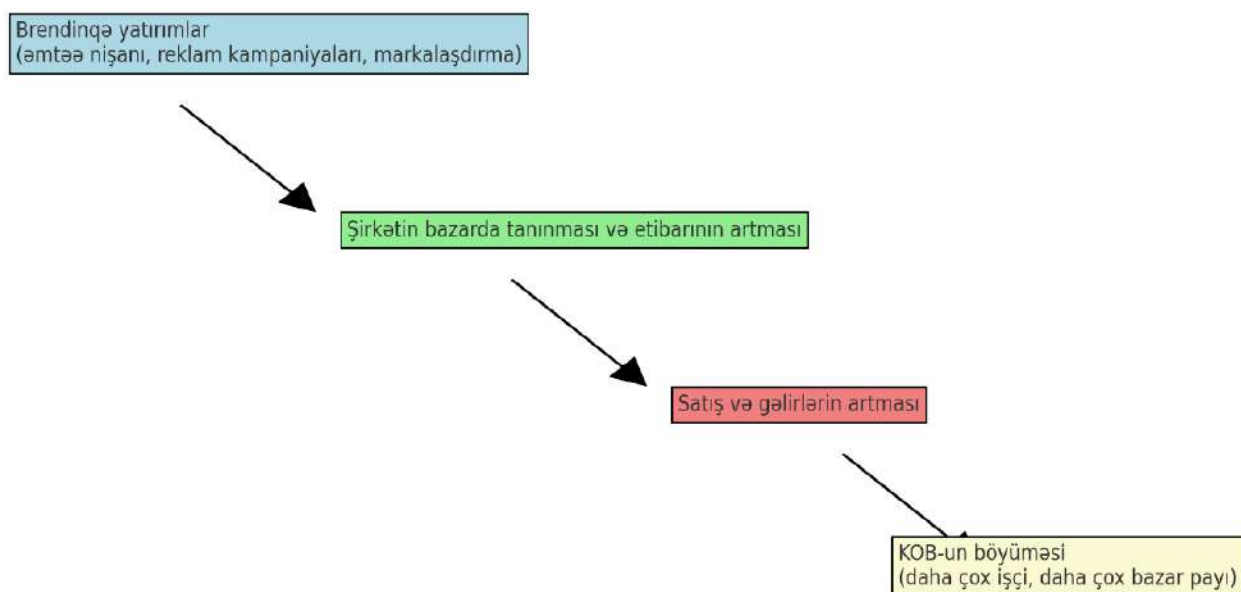 Brendinqə yatırımlar
(əmtəə nişanı, reklam kampaniyaları, markalaşdırma)
Şirkətin bazarda tanınması və etibarının artması
Satış və gəlirlərin artması
KOB-un böyüməsi
(daha çox işçi, daha çox bazar payı)